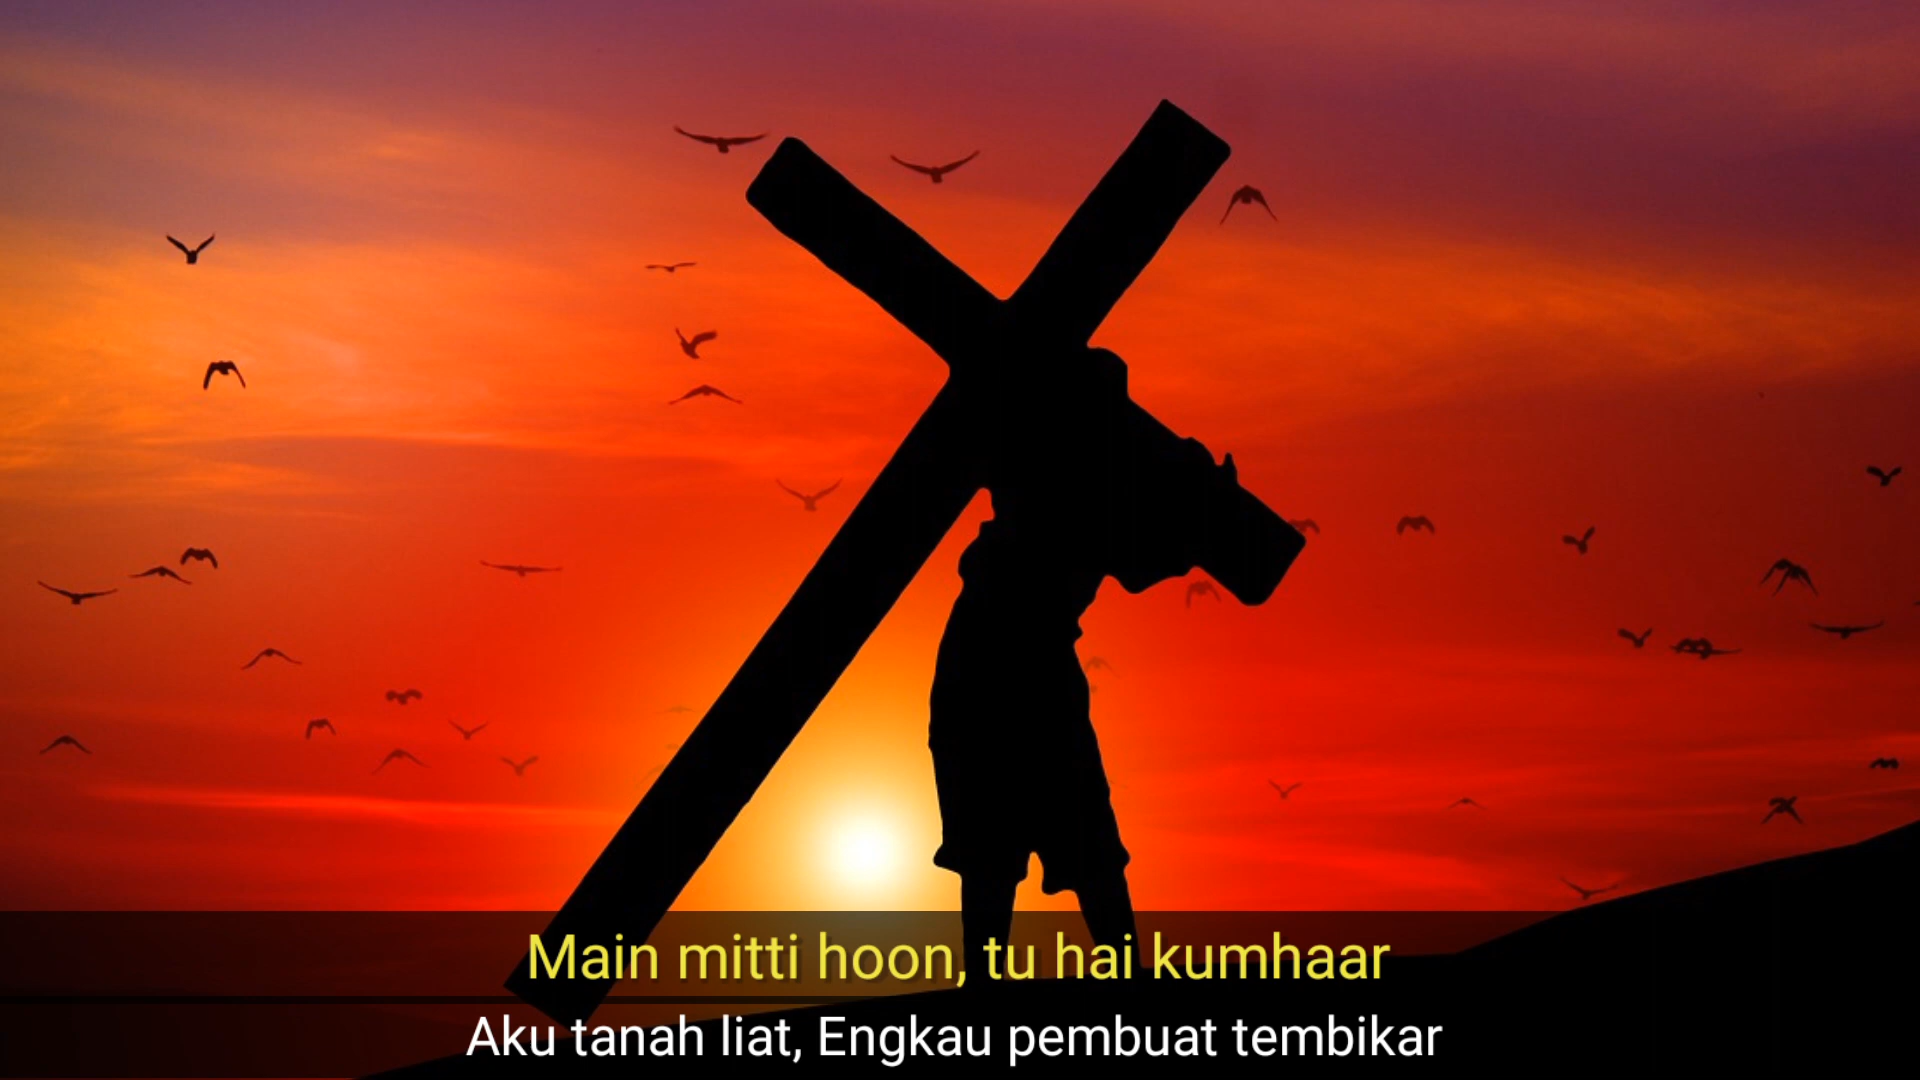 Main mitti hoon, tu hai kumhaar
Aku tanah liat, Engkau pembuat tembikar